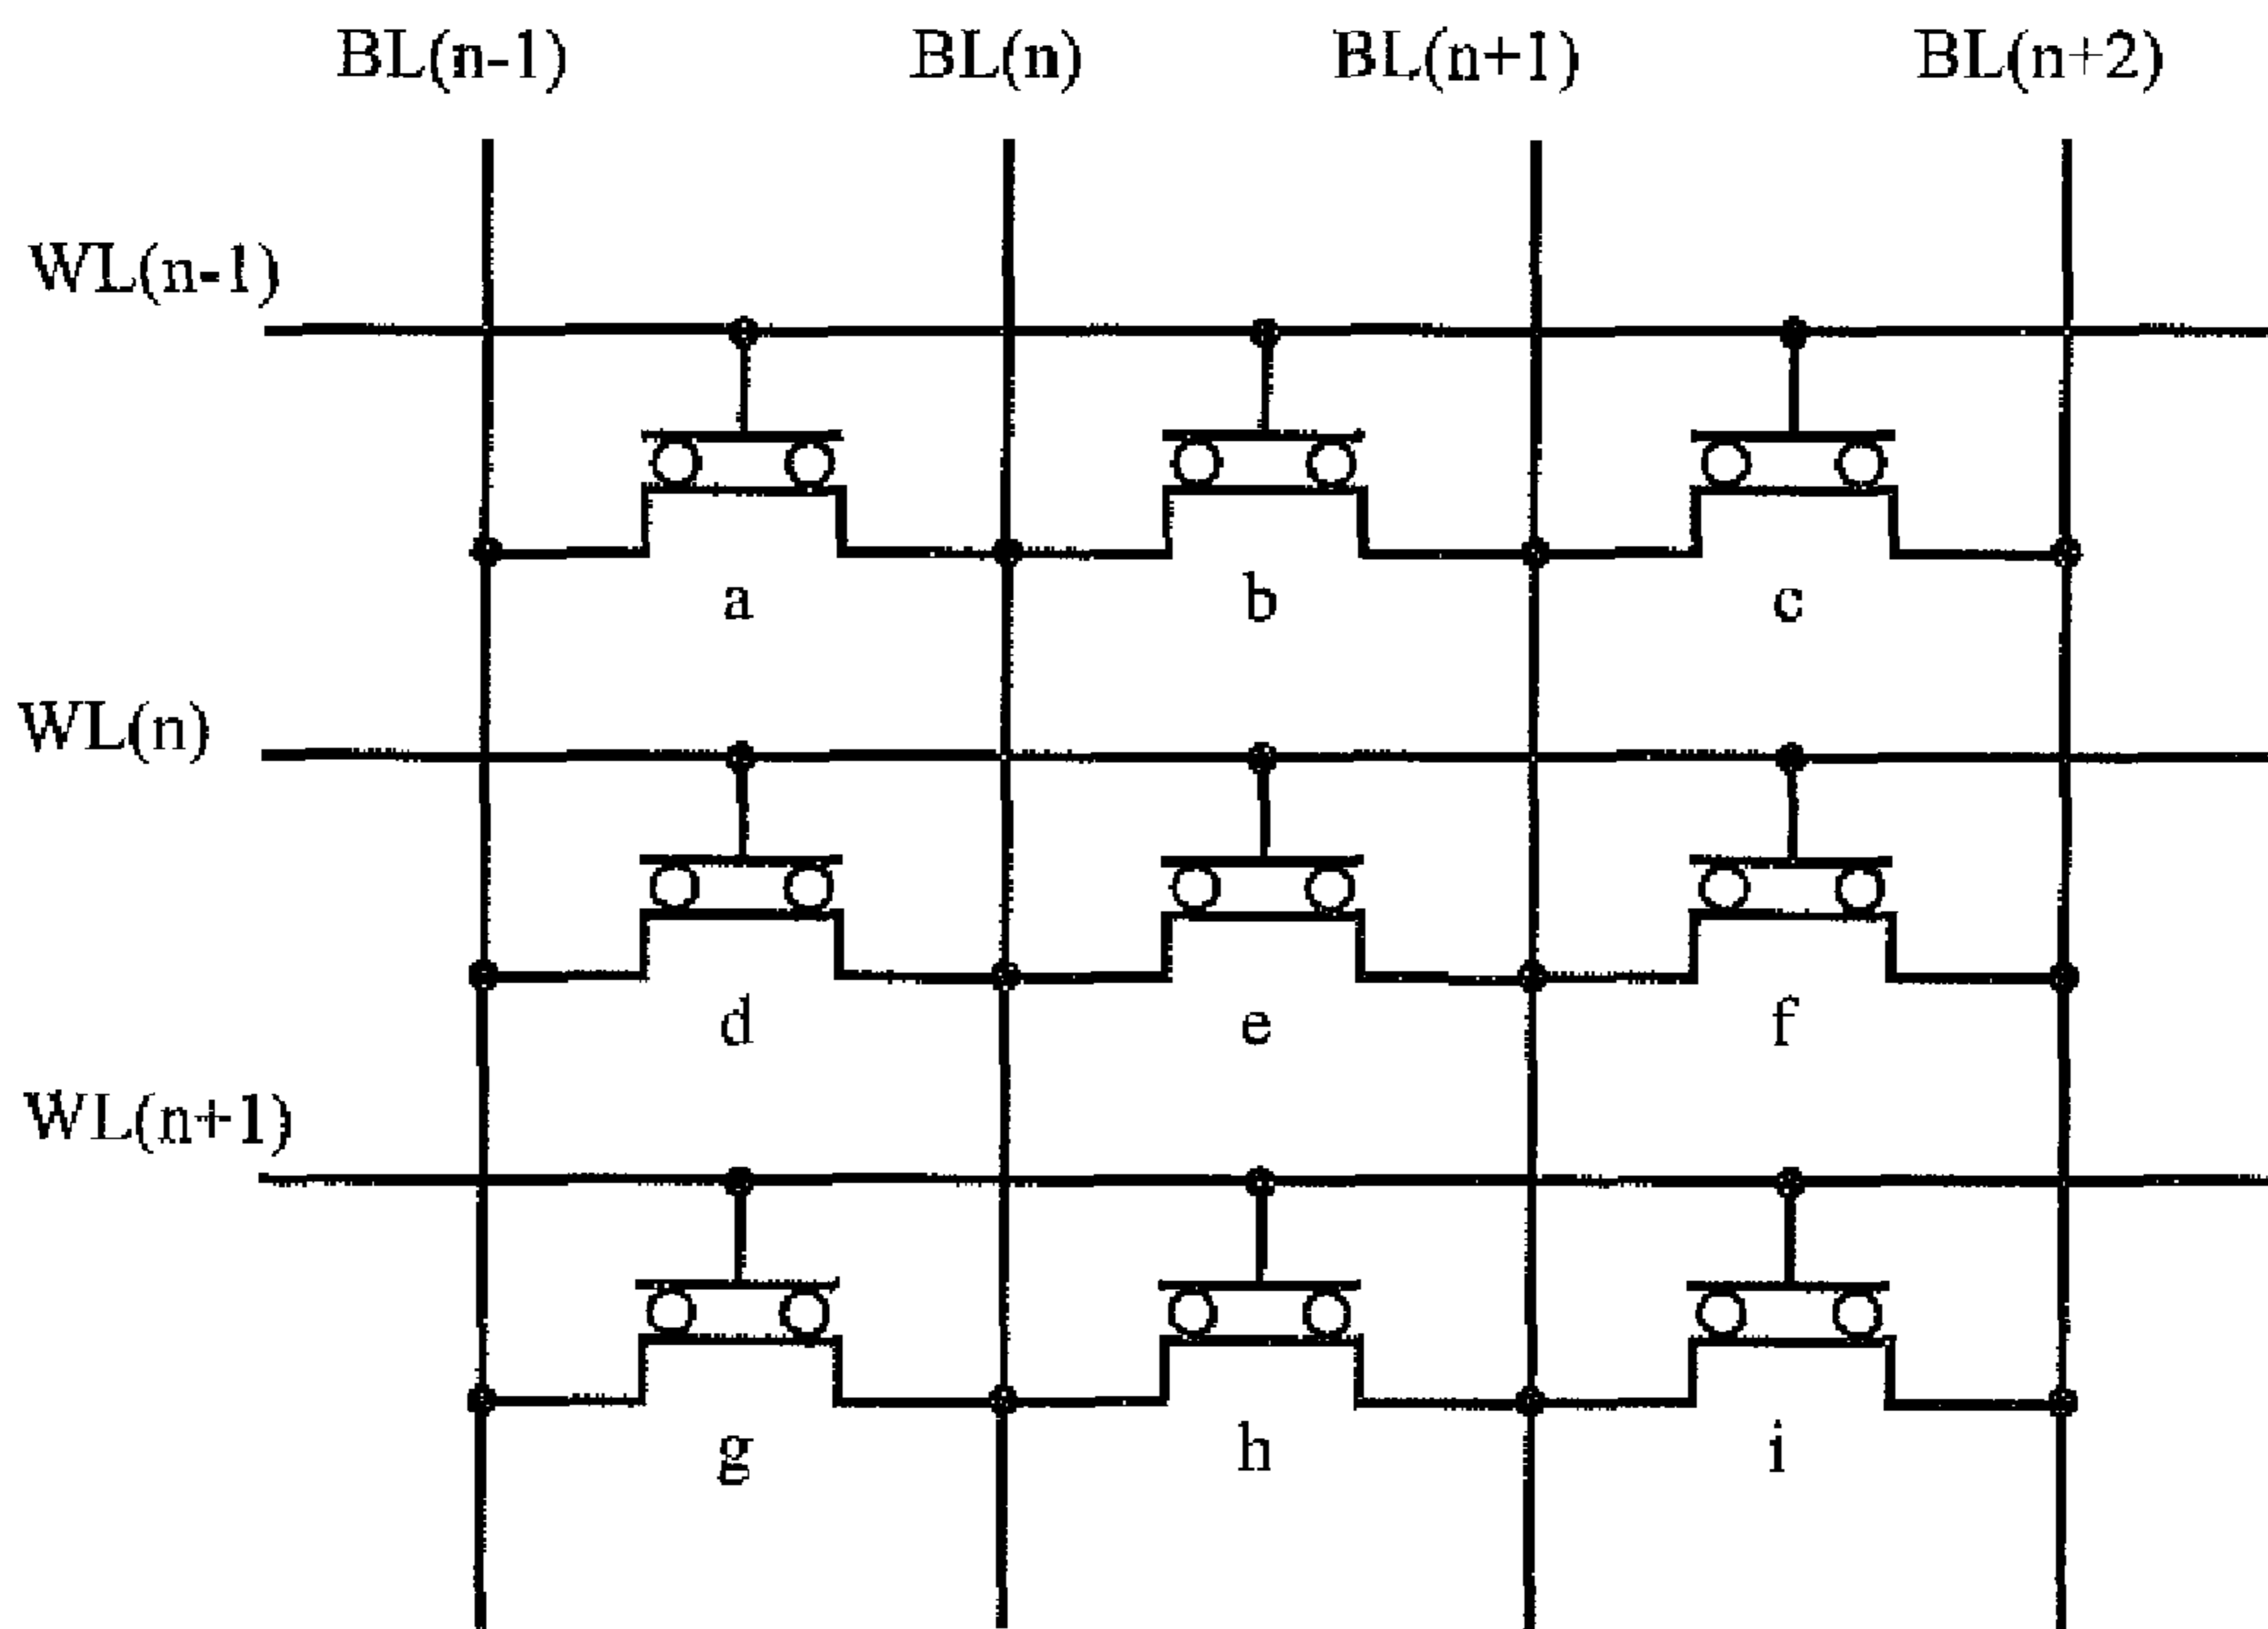 BL(n-1) BL(n) BL(n+1) BL(n+2)
WL(n-1)
a b c
WL(n)
d e f
WL(n+1)
g h i